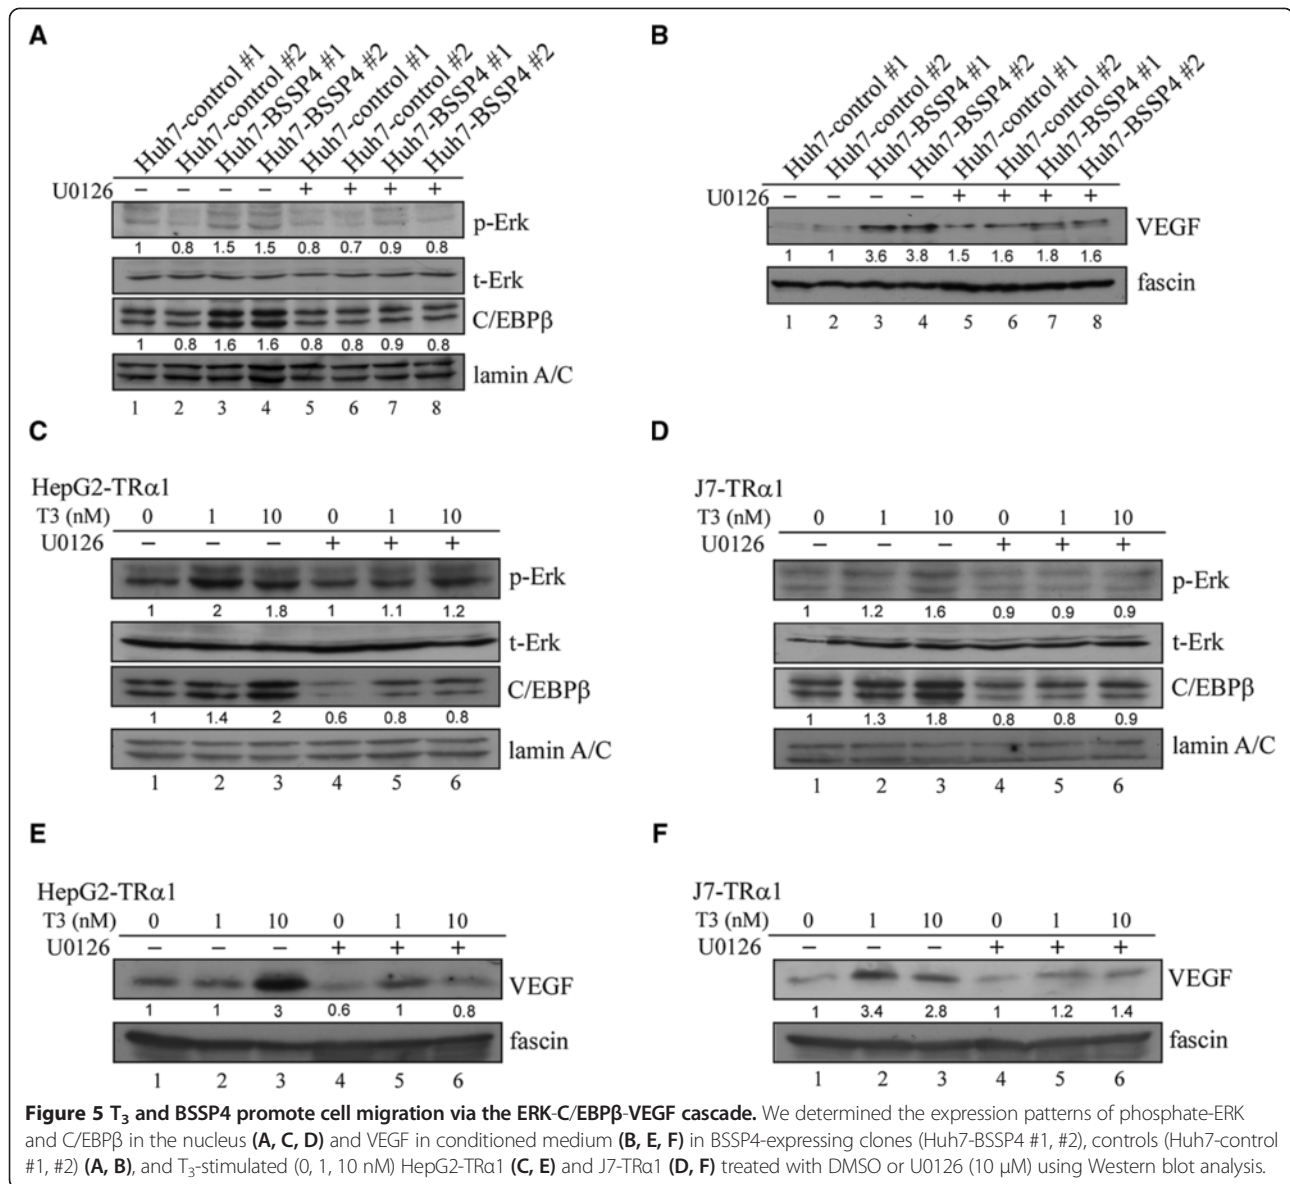 A
Huh7-control #1
Huh7-control #2
Huh7-BSSP4 #1
Huh7-BSSP4 #2
Huh7-control #1
Huh7-control #2
Huh7-BSSP4 #1
Huh7-BSSP4 #2
U0126 − − − − + + + +
p-Erk
1 0.8 1.5 1.5 0.8 0.7 0.9 0.8
t-Erk
C/EBPβ
1 0.8 1.6 1.6 0.8 0.8 0.9 0.8
lamin A/C
1 2 3 4 5 6 7 8
B
Huh7-control #1
Huh7-control #2
Huh7-BSSP4 #1
Huh7-BSSP4 #2
Huh7-control #1
Huh7-control #2
Huh7-BSSP4 #1
Huh7-BSSP4 #2
U0126 − − − − + + + +
VEGF
1 1 3.6 3.8 1.5 1.6 1.8 1.6
fascin
1 2 3 4 5 6 7 8
C
HepG2-TRα1
T3 (nM) 0 1 10 0 1 10
U0126 − − − + + +
p-Erk
1 2 1.8 1 1.1 1.2
t-Erk
C/EBPβ
1 1.4 2 0.6 0.8 0.8
lamin A/C
1 2 3 4 5 6
D
J7-TRα1
T3 (nM) 0 1 10 0 1 10
U0126 − − − + + +
p-Erk
1 1.2 1.6 0.9 0.9 0.9
t-Erk
C/EBPβ
1 1.3 1.8 0.8 0.8 0.9
lamin A/C
1 2 3 4 5 6
E
HepG2-TRα1
T3 (nM) 0 1 10 0 1 10
U0126 − − − + + +
VEGF
1 1 3 0.6 1 0.8
fascin
1 2 3 4 5 6
F
J7-TRα1
T3 (nM) 0 1 10 0 1 10
U0126 − − − + + +
VEGF
1 3.4 2.8 1 1.2 1.4
fascin
1 2 3 4 5 6
Figure 5 T₃ and BSSP4 promote cell migration via the ERK-C/EBPβ-VEGF cascade. We determined the expression patterns of phosphate-ERK
and C/EBPβ in the nucleus (A, C, D) and VEGF in conditioned medium (B, E, F) in BSSP4-expressing clones (Huh7-BSSP4 #1, #2), controls (Huh7-control
#1, #2) (A, B), and T₃-stimulated (0, 1, 10 nM) HepG2-TRα1 (C, E) and J7-TRα1 (D, F) treated with DMSO or U0126 (10 μM) using Western blot analysis.